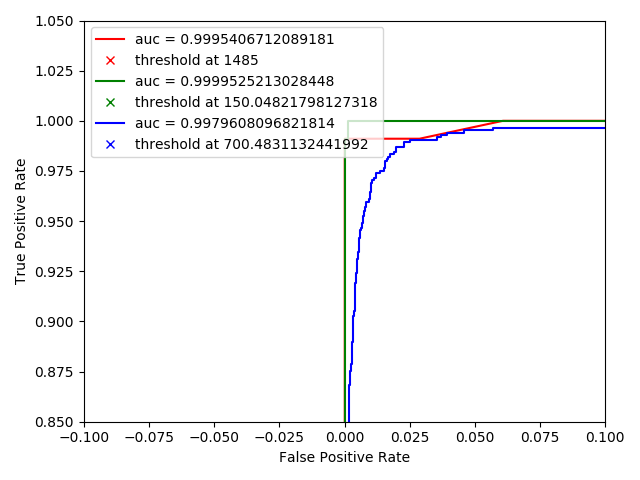 1.050
1.025
1.000
0.975
0.950
0.925
0.900
0.875
0.850
True Positive Rate
auc = 0.9995406712089181
threshold at 1485
auc = 0.9999525213028448
threshold at 150.04821798127318
auc = 0.9979608096821814
threshold at 700.4831132441992
−0.100 −0.075 −0.050 −0.025 0.000 0.025 0.050 0.075 0.100
False Positive Rate